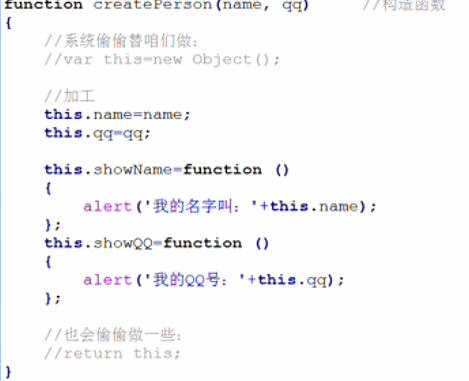 function createPerson(name, qq)    //构造函数
{
    //系统偷偷替咱们做:
    //var this=new Object();

    //加工
    this.name=name;
    this.qq=qq;

    this.showName=function ()
    {
        alert('我的名字叫: '+this.name);
    };
    this.showQQ=function ()
    {
        alert('我的QQ号: '+this.qq);
    };

    //也会偷偷做一些:
    //return this;
}